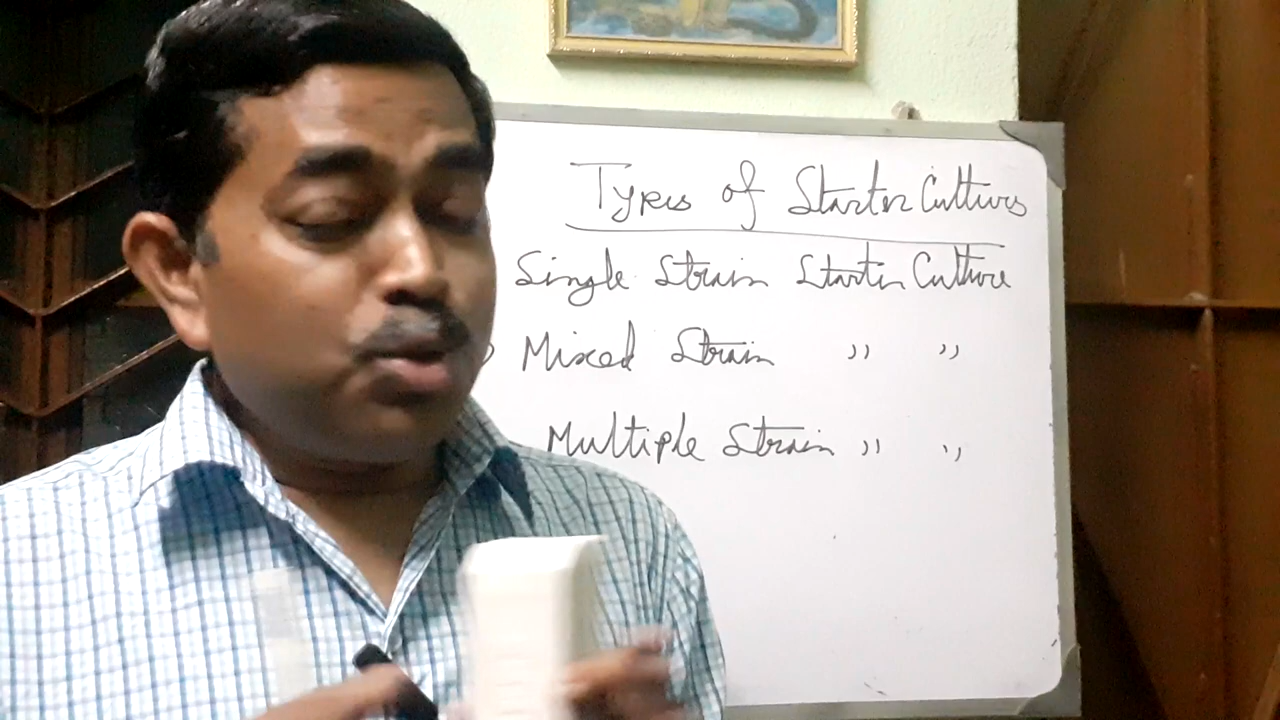 Types of Starter Cultures
Single Strain Starter Culture
) Mixed Strain ,, ,,
Multiple Strain ,, ,,